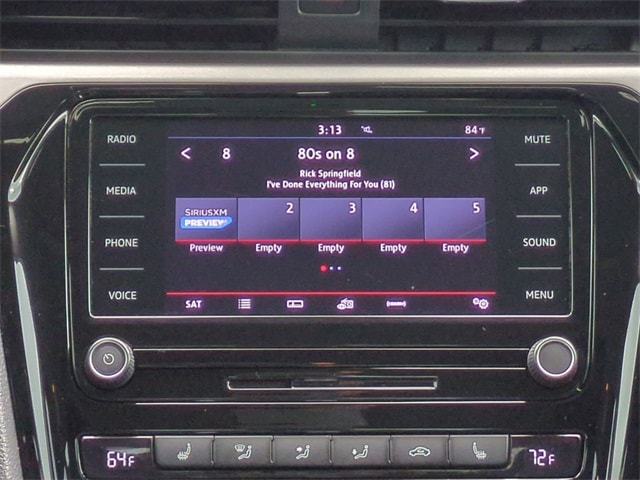 3:13 84°F
RADIO MUTE
< 8 80s on 8 >
Rick Springfield
I've Done Everything For You (81)
MEDIA APP
SIRIUSXM 2 3 4 5
PREVIEW
PHONE SOUND
Preview Empty Empty Empty Empty
VOICE MENU
SAT
64F 72F